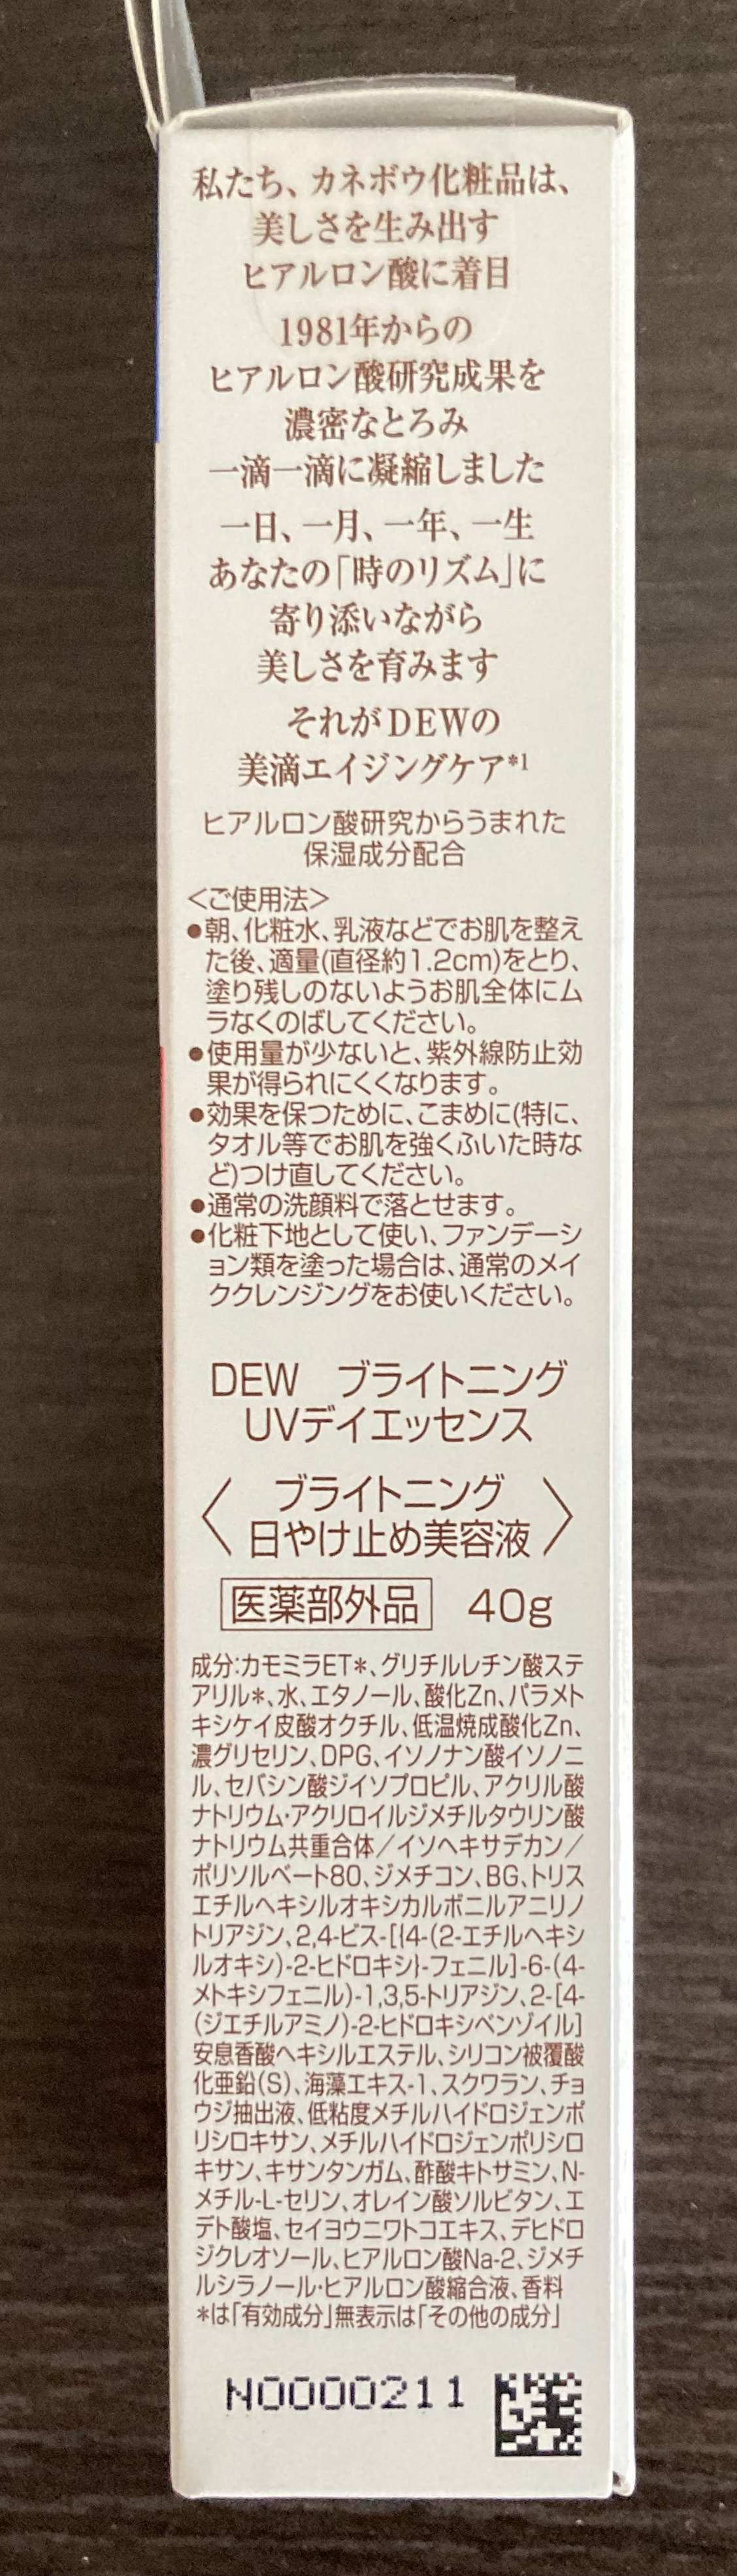 私たち、カネボウ化粧品は、
美しさを生み出す
ヒアルロン酸に着目
1981年からの
ヒアルロン酸研究成果を
濃密なとろみ
一滴一滴に凝縮しました
一日、一月、一年、一生
あなたの「時のリズム」に
寄り添いながら
美しさを育みます
それがDEWの
美滴エイジングケア*1
ヒアルロン酸研究からうまれた
保湿成分配合
＜ご使用法＞
●朝、化粧水、乳液などでお肌を整え
た後、適量(直径約1.2cm)をとり、
塗り残しのないようお肌全体にム
ラなくのばしてください。
●使用量が少ないと、紫外線防止効
果が得られにくくなります。
●効果を保つために、こまめに(特に、
タオル等でお肌を強くふいた時な
ど)つけ直してください。
●通常の洗顔料で落とせます。
●化粧下地として使い、ファンデーシ
ョン類を塗った場合は、通常のメイ
ククレンジングをお使いください。
DEW ブライトニング
UVデイエッセンス
〈ブライトニング
日やけ止め美容液〉
医薬部外品 40g
成分:カモミラET＊、グリチルレチン酸ステ
アリル＊、水、エタノール、酸化Zn、パラメト
キシケイ皮酸オクチル、低温焼成酸化Zn、
濃グリセリン、DPG、イソノナン酸イソノニ
ル、セバシン酸ジイソプロピル、アクリル酸
ナトリウム・アクリロイルジメチルタウリン酸
ナトリウム共重合体／イソヘキサデカン／
ポリソルベート80、ジメチコン、BG、トリス
エチルヘキシルオキシカルボニルアニリノ
トリアジン、2,4-ビス-[{4-(2-エチルヘキシ
ルオキシ)-2-ヒドロキシ}-フェニル]-6-(4-
メトキシフェニル)-1,3,5-トリアジン、2-[4-
(ジエチルアミノ)-2-ヒドロキシベンゾイル]
安息香酸ヘキシルエステル、シリコン被覆酸
化亜鉛(S)、海藻エキス-1、スクワラン、チョ
ウジ抽出液、低粘度メチルハイドロジェンポ
リシロキサン、メチルハイドロジェンポリシロ
キサン、キサンタンガム、酢酸キトサミン、N-
メチル-L-セリン、オレイン酸ソルビタン、エ
デト酸塩、セイヨウニワトコエキス、デヒドロ
ジクレオソール、ヒアルロン酸Na-2、ジメチ
ルシラノール・ヒアルロン酸縮合液、香料
＊は「有効成分」無表示は「その他の成分」
N0000211